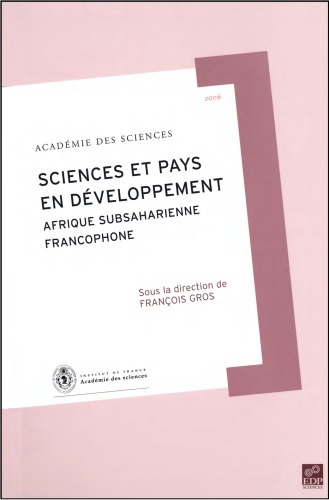 2006
ACADÉMIE DES SCIENCES
SCIENCES ET PAYS
EN DÉVELOPPEMENT
AFRIQUE SUBSAHARIENNE
FRANCOPHONE
Sous la direction de
FRANÇOIS GROS
INSTITUT DE FRANCE
Académie des sciences
EDP
SCIENCES